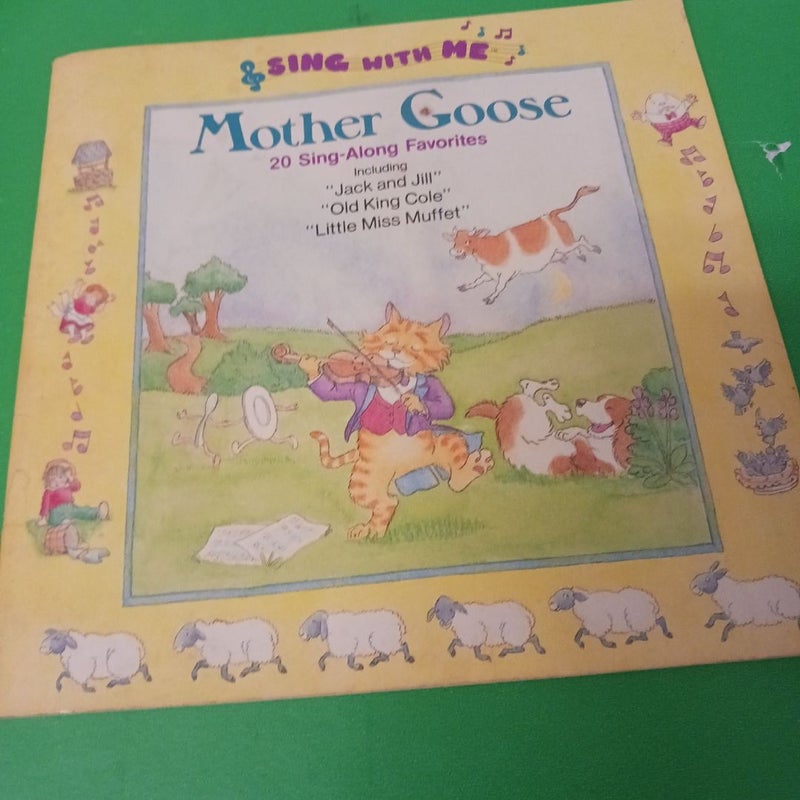 SING WITH ME
Mother Goose
20 Sing-Along Favorites
Including
"Jack and Jill"
"Old King Cole"
"Little Miss Muffet"